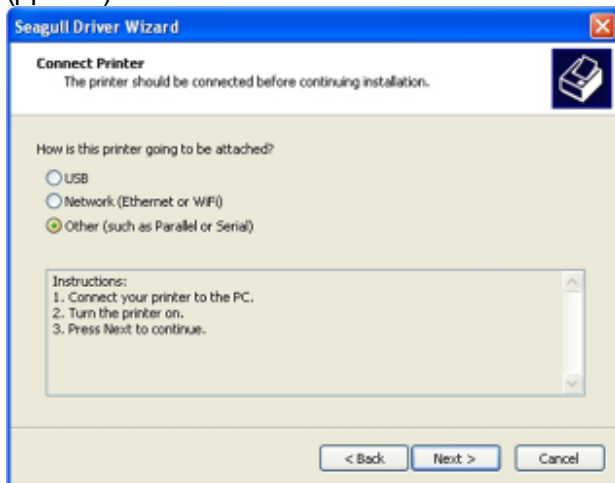 Seagull Driver Wizard
Connect Printer
The printer should be connected before continuing installation.
How is this printer going to be attached?
USB
Network (Ethernet or WiFi)
Other (such as Parallel or Serial)
Instructions:
1. Connect your printer to the PC.
2. Turn the printer on.
3. Press Next to continue.
< Back
Next >
Cancel